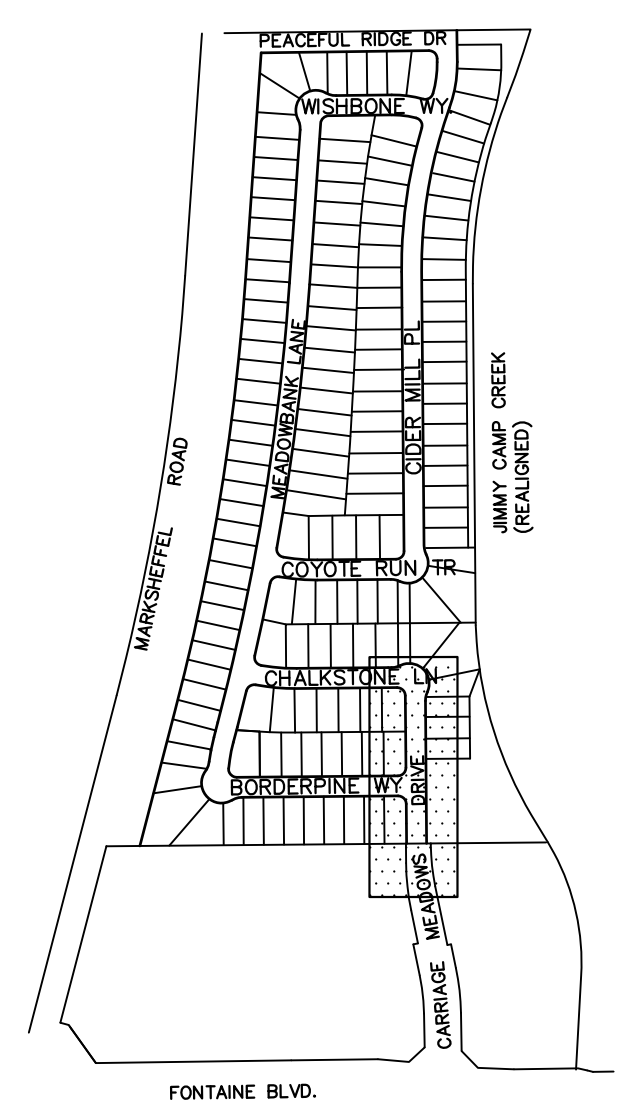 PEACEFUL RIDGE DR
WISHBONE WY.
MEADOWBANK LANE
CIDER MILL PL
JIMMY CAMP CREEK
(REALIGNED)
MARKSHEFFEL ROAD
COYOTE RUN TR
CHALKSTONE LN
BORDERPINE WY
CARRIAGE MEADOWS DRIVE
FONTAINE BLVD.